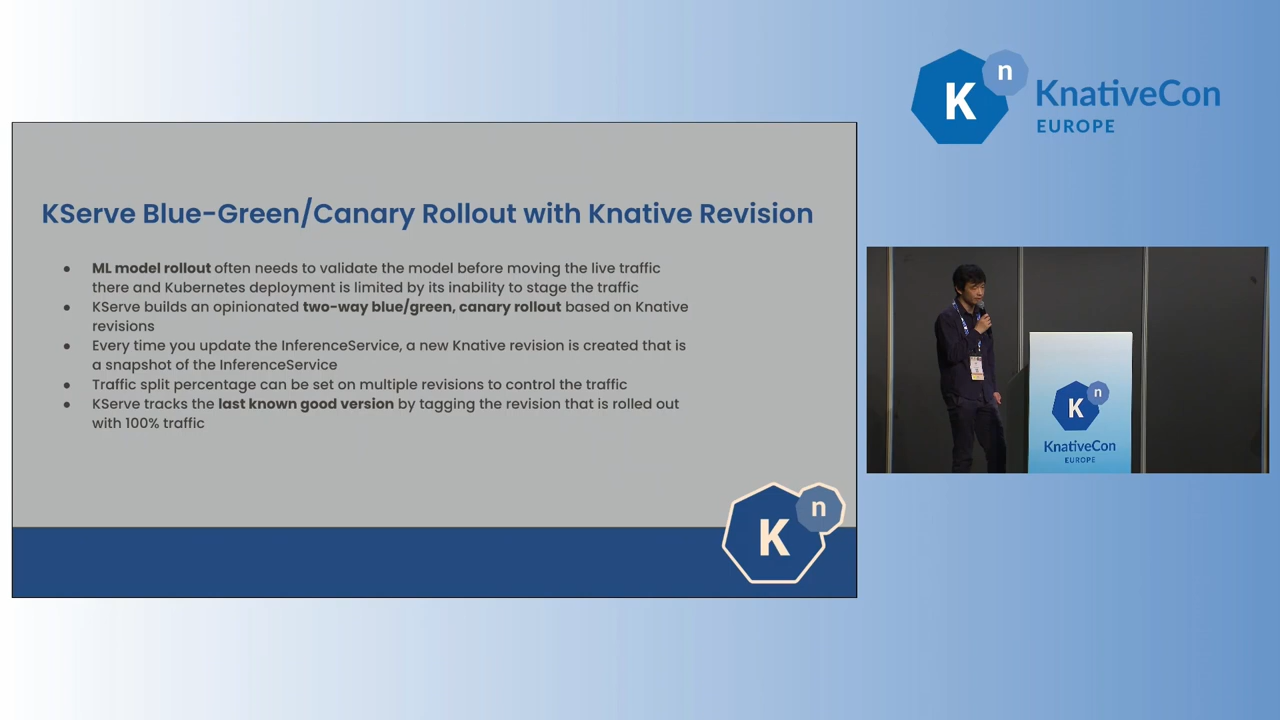 K n
KnativeCon
EUROPE
KServe Blue-Green/Canary Rollout with Knative Revision
● ML model rollout often needs to validate the model before moving the live traffic
there and Kubernetes deployment is limited by its inability to stage the traffic
● KServe builds an opinionated two-way blue/green, canary rollout based on Knative
revisions
● Every time you update the InferenceService, a new Knative revision is created that is
a snapshot of the InferenceService
● Traffic split percentage can be set on multiple revisions to control the traffic
● KServe tracks the last known good version by tagging the revision that is rolled out
with 100% traffic
K n
K n
KnativeCon
EUROPE